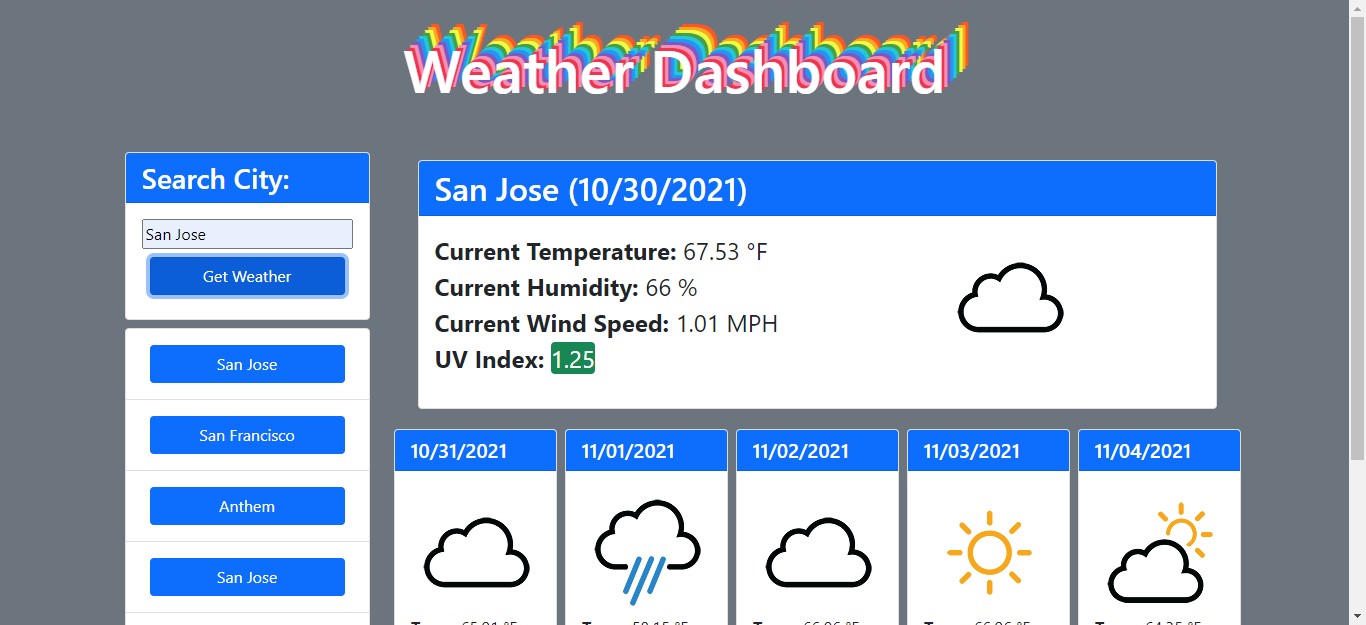 Weather Dashboard
Search City:
San Jose
Get Weather
San Jose
San Francisco
Anthem
San Jose
San Jose (10/30/2021)
Current Temperature: 67.53 °F
Current Humidity: 66 %
Current Wind Speed: 1.01 MPH
UV Index: 1.25
10/31/2021
11/01/2021
11/02/2021
11/03/2021
11/04/2021